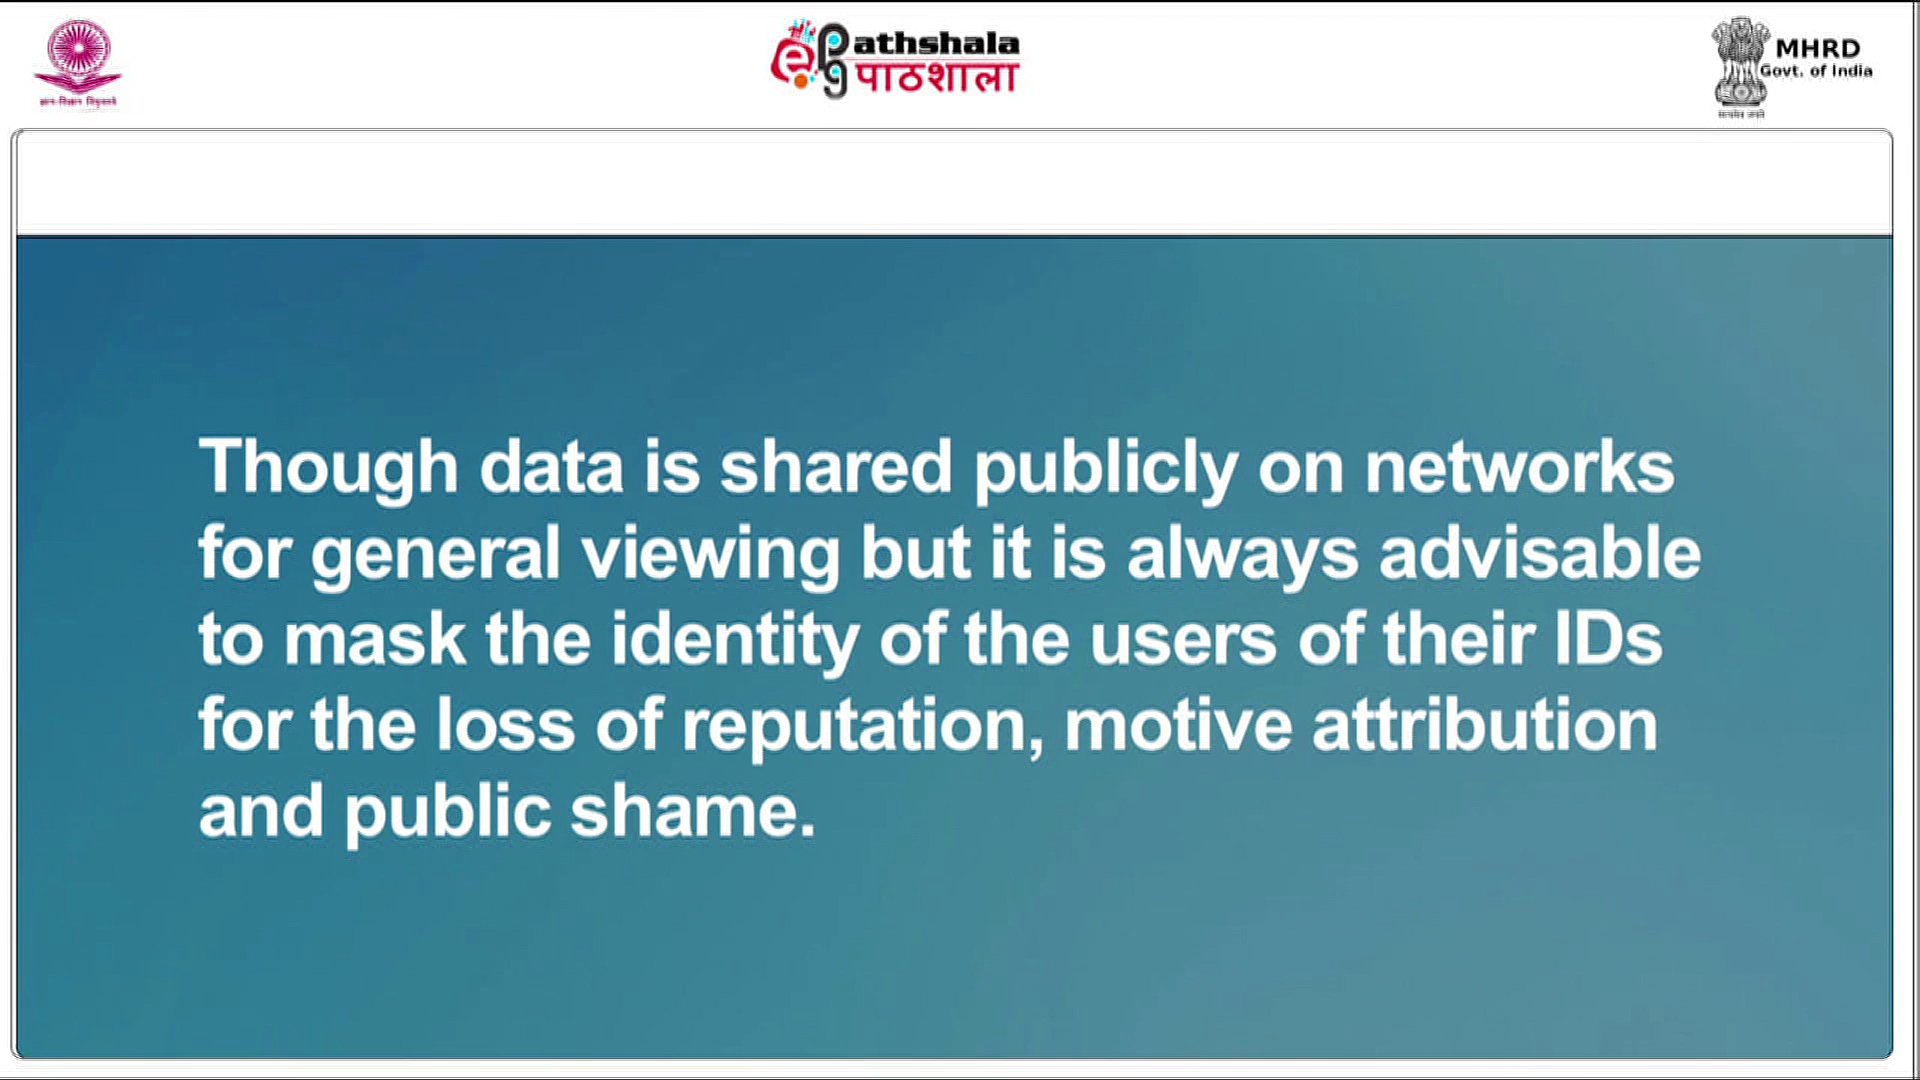 Pathshala
पाठशाला
MHRD
Govt. of India
Though data is shared publicly on networks
for general viewing but it is always advisable
to mask the identity of the users of their IDs
for the loss of reputation, motive attribution
and public shame.